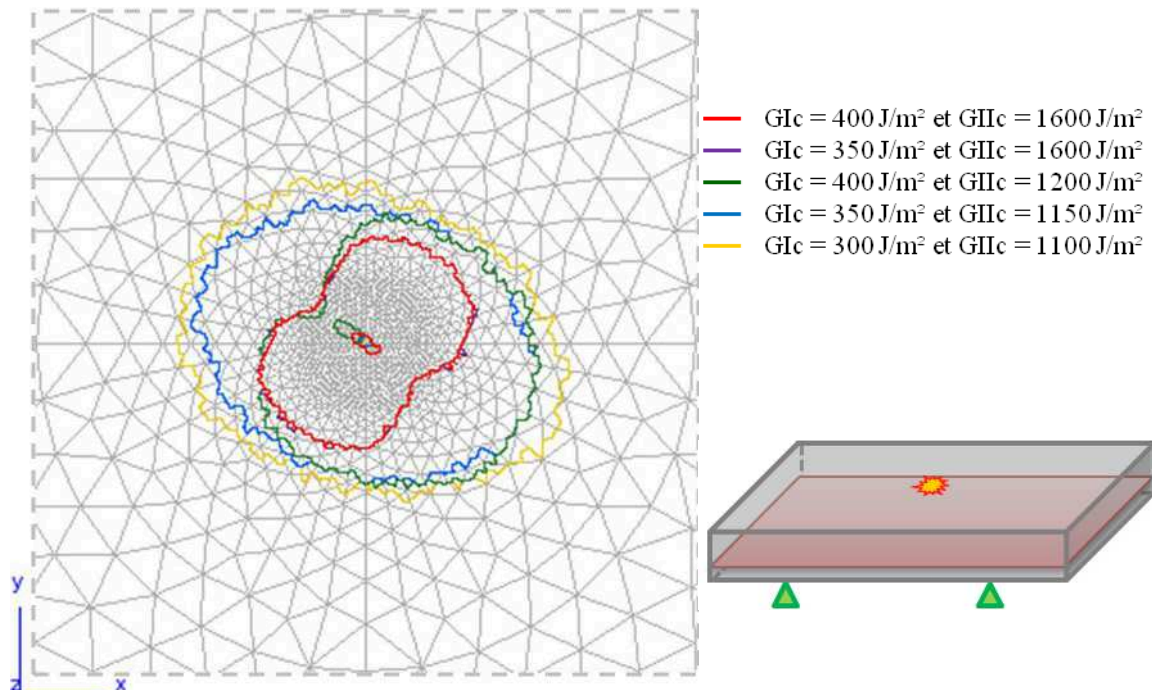 GIc = 400 J/m² et GIIc = 1600 J/m²
GIc = 350 J/m² et GIIc = 1600 J/m²
GIc = 400 J/m² et GIIc = 1200 J/m²
GIc = 350 J/m² et GIIc = 1150 J/m²
GIc = 300 J/m² et GIIc = 1100 J/m²
y
z
x